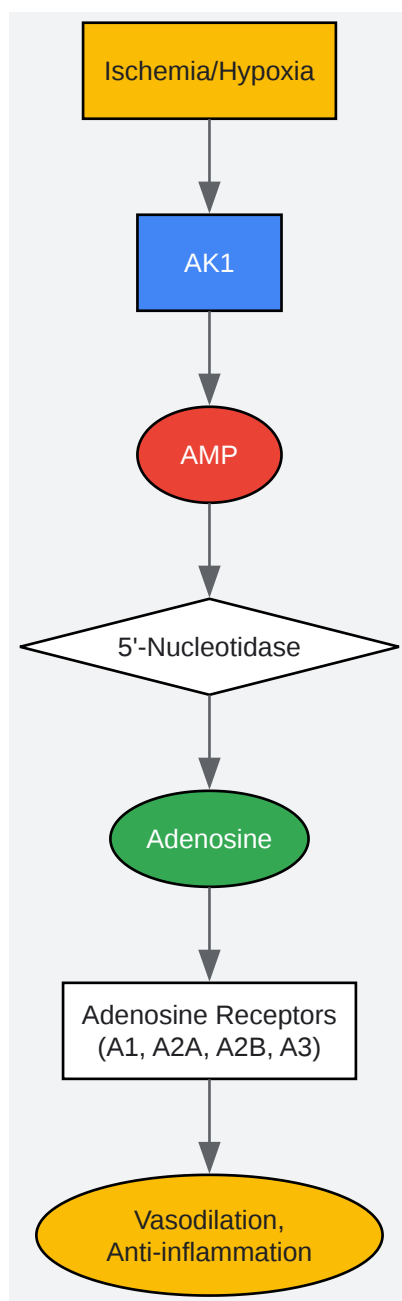 Ischemia/Hypoxia
AK1
AMP
5'-Nucleotidase
Adenosine
Adenosine Receptors
(A1, A2A, A2B, A3)
Vasodilation,
Anti-inflammation